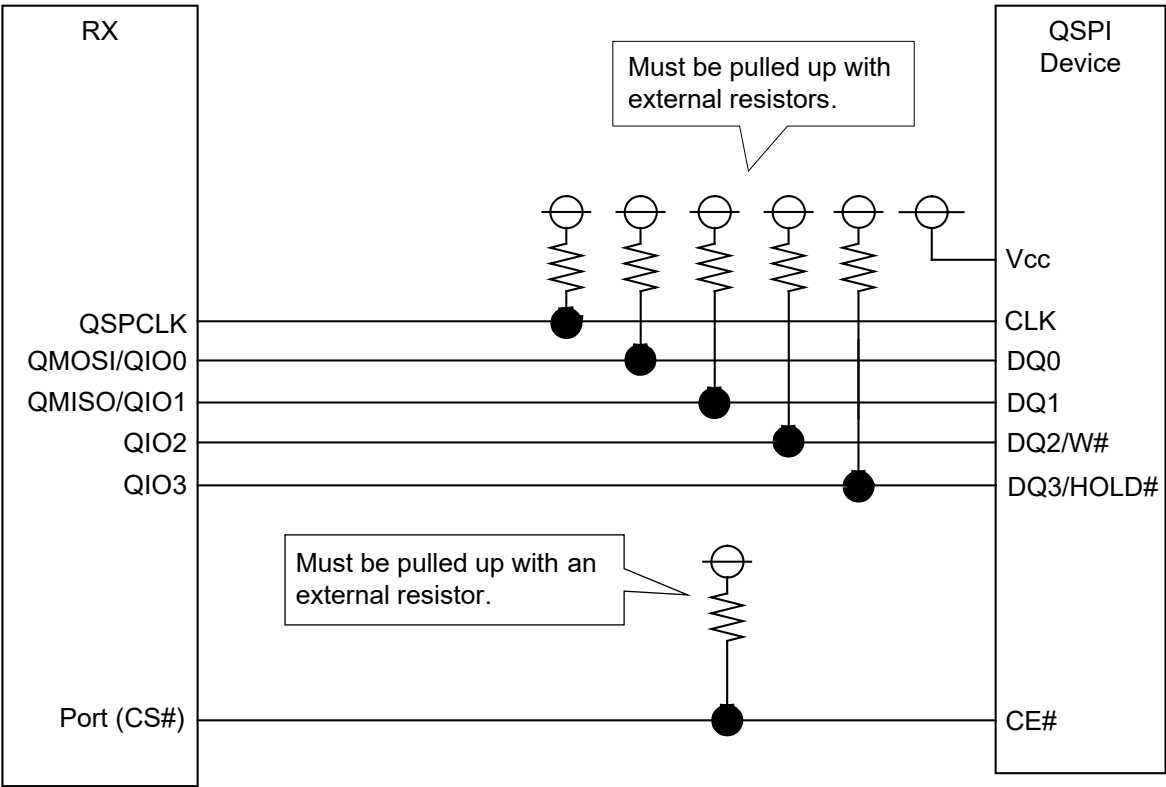 RX
QSPI
Device
Must be pulled up with
external resistors.
Vcc
QSPCLK
CLK
QMOSI/QIO0
DQ0
QMISO/QIO1
DQ1
QIO2
DQ2/W#
QIO3
DQ3/HOLD#
Must be pulled up with an
external resistor.
Port (CS#)
CE#